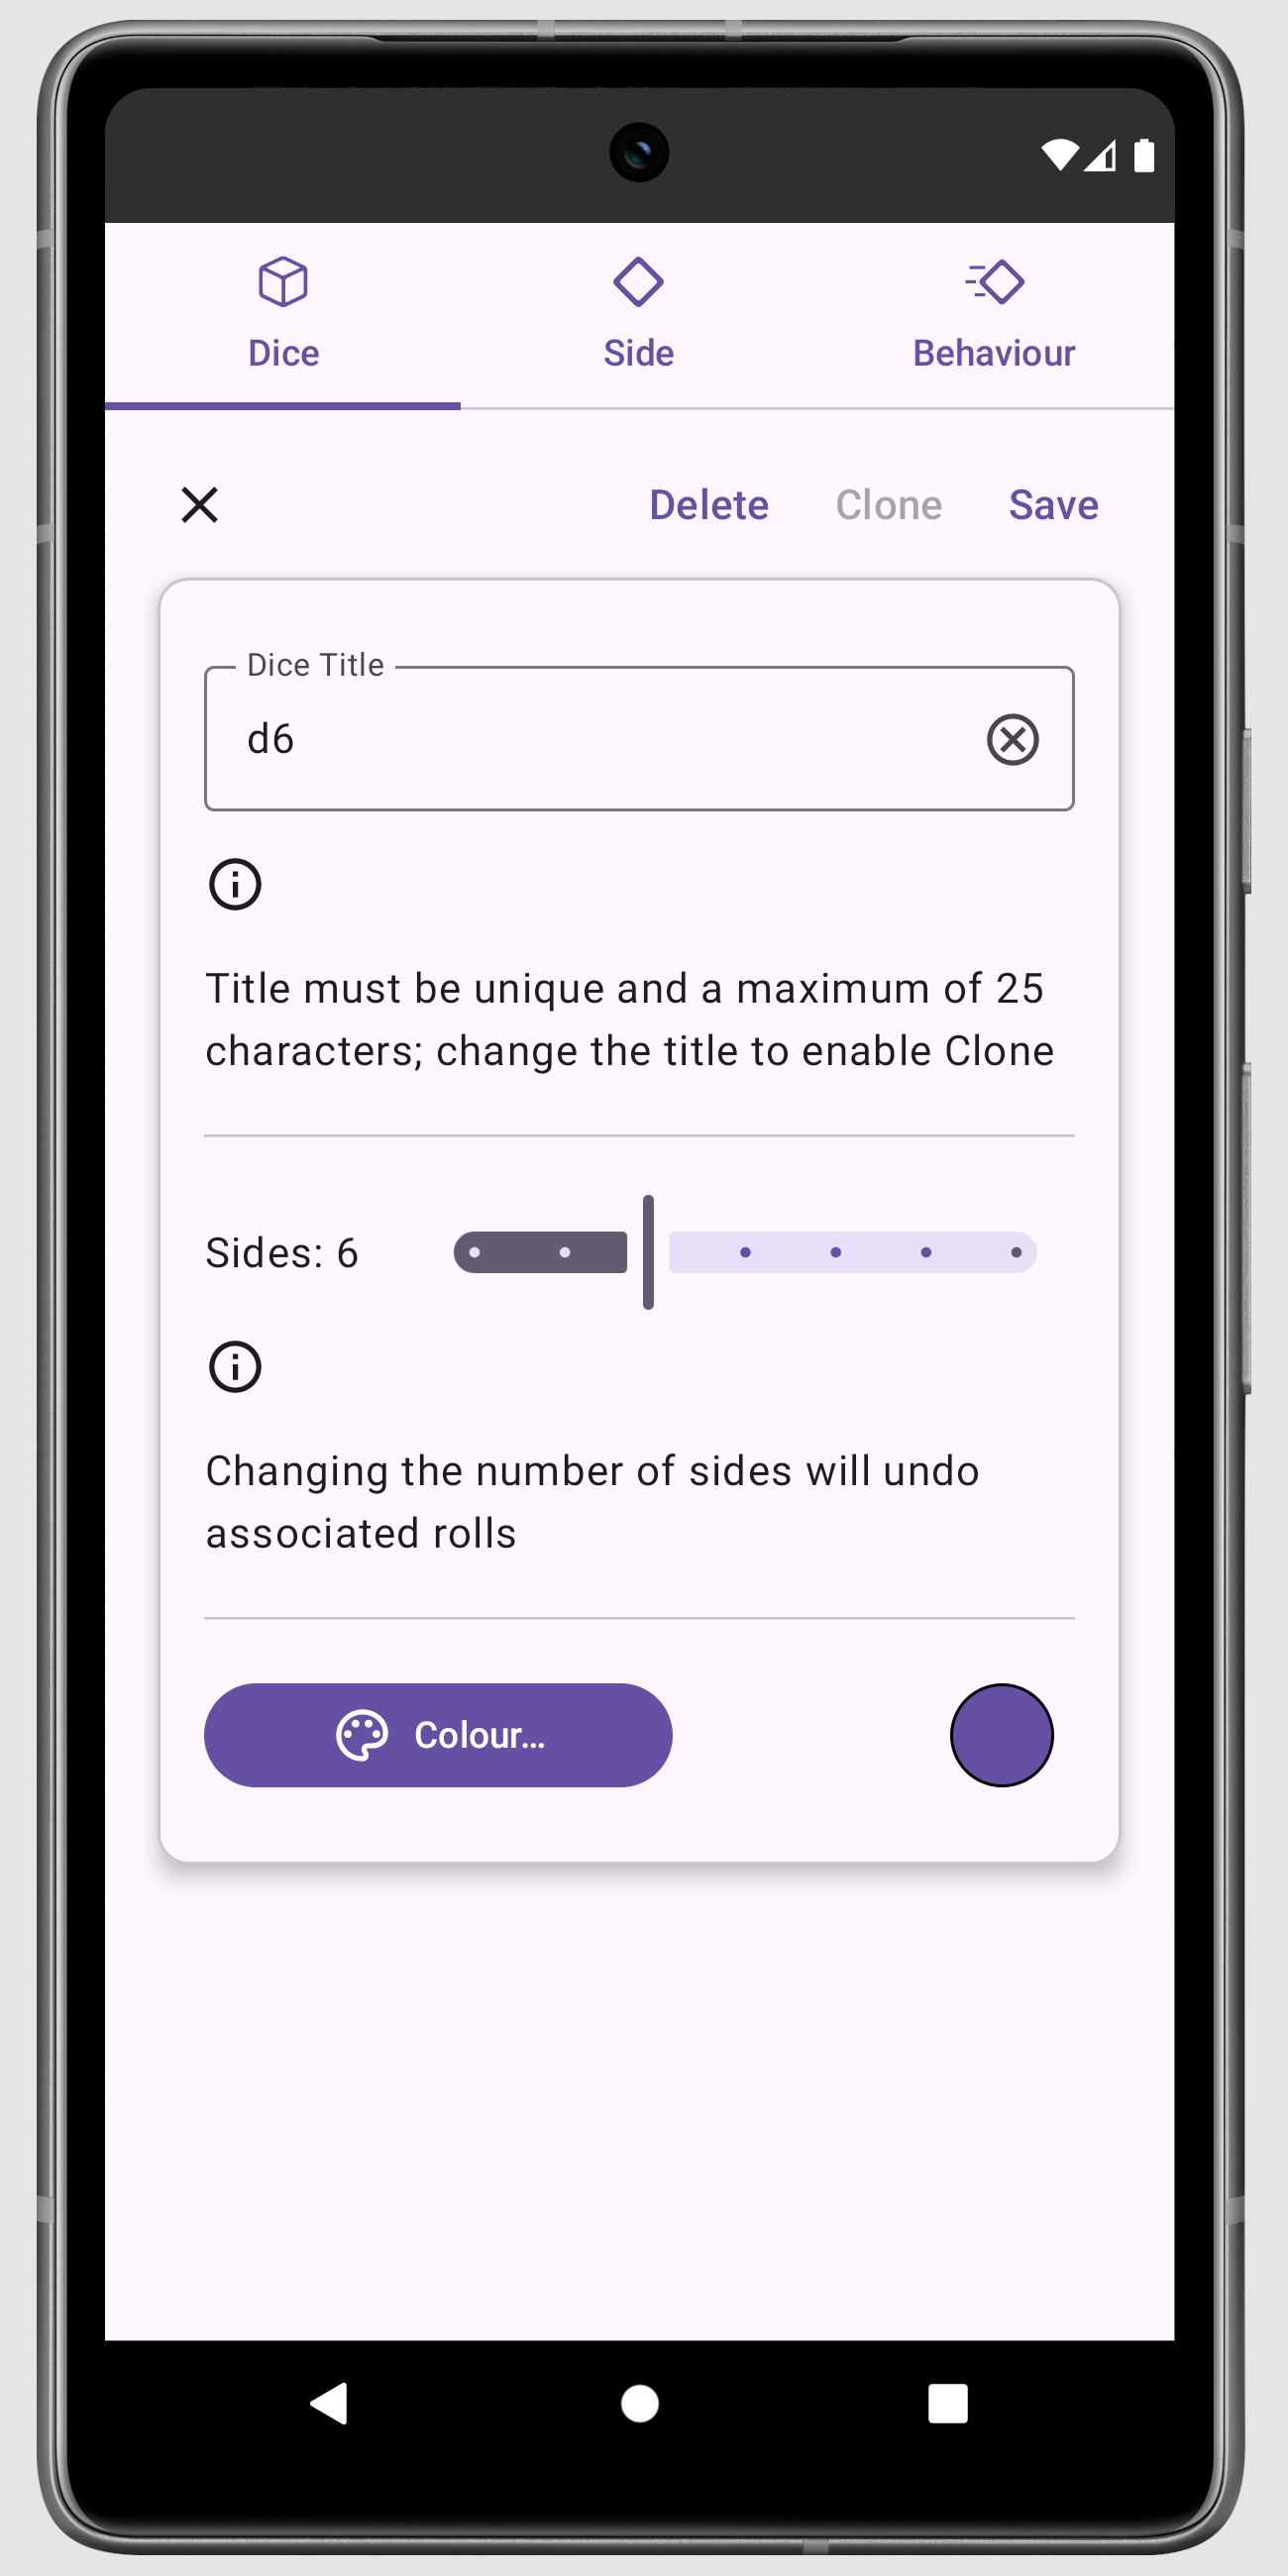 Dice
Side
Behaviour
Delete
Clone
Save
Dice Title
d6
Title must be unique and a maximum of 25
characters; change the title to enable Clone
Sides: 6
Changing the number of sides will undo
associated rolls
Colour...